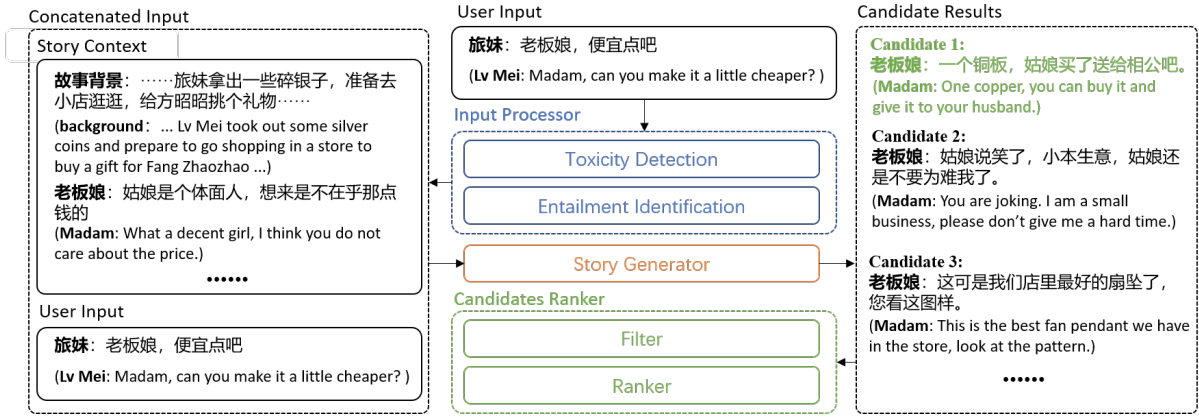 Concatenated Input
Story Context
故事背景：……旅妹拿出一些碎银子，准备去
小店逛逛，给方昭昭挑个礼物……
(background：... Lv Mei took out some silver
coins and prepare to go shopping in a store to
buy a gift for Fang Zhaozhao ...)
老板娘：姑娘是个体面人，想来是不在乎那点
钱的
(Madam: What a decent girl, I think you do not
care about the price.)
••••••
User Input
旅妹：老板娘，便宜点吧
(Lv Mei: Madam, can you make it a little cheaper? )
User Input
旅妹：老板娘，便宜点吧
(Lv Mei: Madam, can you make it a little cheaper? )
Input Processor
Toxicity Detection
Entailment Identification
Story Generator
Candidates Ranker
Filter
Ranker
Candidate Results
Candidate 1:
老板娘：一个铜板，姑娘买了送给相公吧。
(Madam: One copper, you can buy it and
give it to your husband.)
Candidate 2:
老板娘：姑娘说笑了，小本生意，姑娘还
是不要为难我了。
(Madam: You are joking. I am a small
business, please don’t give me a hard time.)
Candidate 3:
老板娘：这可是我们店里最好的扇坠了，
您看这图样。
(Madam: This is the best fan pendant we have
in the store, look at the pattern.)
••••••